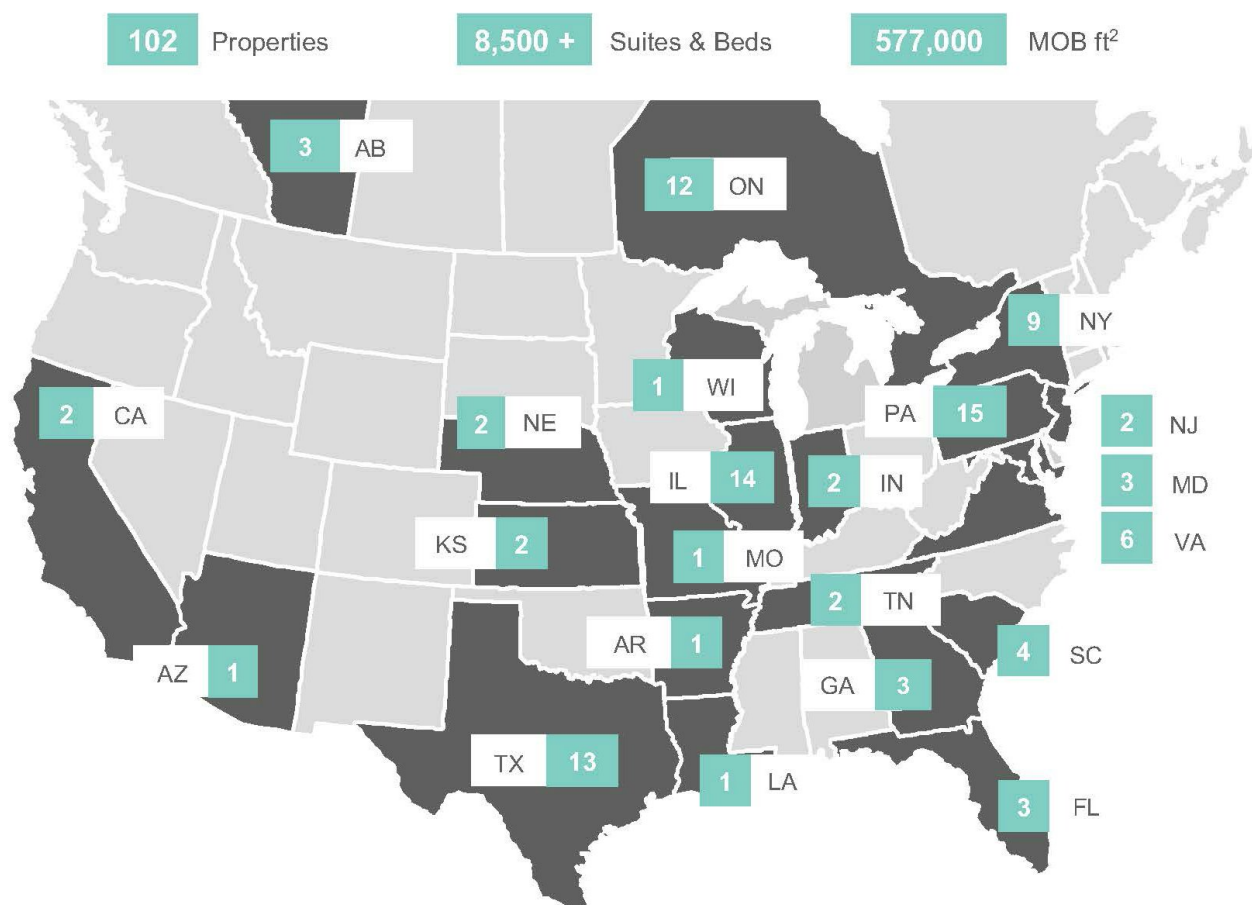 102 Properties 8,500 + Suites & Beds 577,000 MOB ft²
3 AB
12 ON
9 NY
1 WI
2 CA
2 NE
PA 15
2 NJ
IL 14
2 IN
3 MD
KS 2
1 MO
6 VA
2 TN
AR 1
4 SC
AZ 1
GA 3
TX 13
1 LA
3 FL